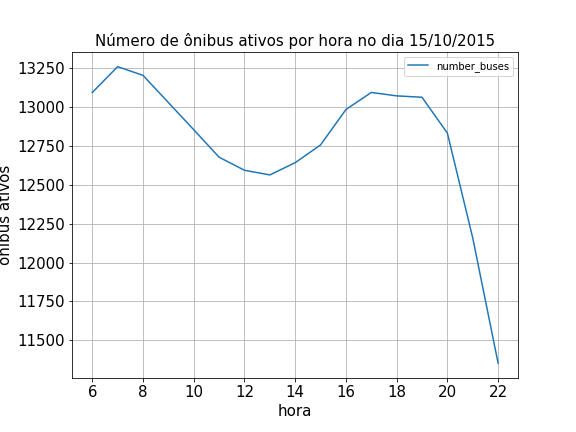 Número de ônibus ativos por hora no dia 15/10/2015
number_buses
13250
13000
12750
12500
12250
12000
11750
11500
ônibus ativos
6 8 10 12 14 16 18 20 22
hora